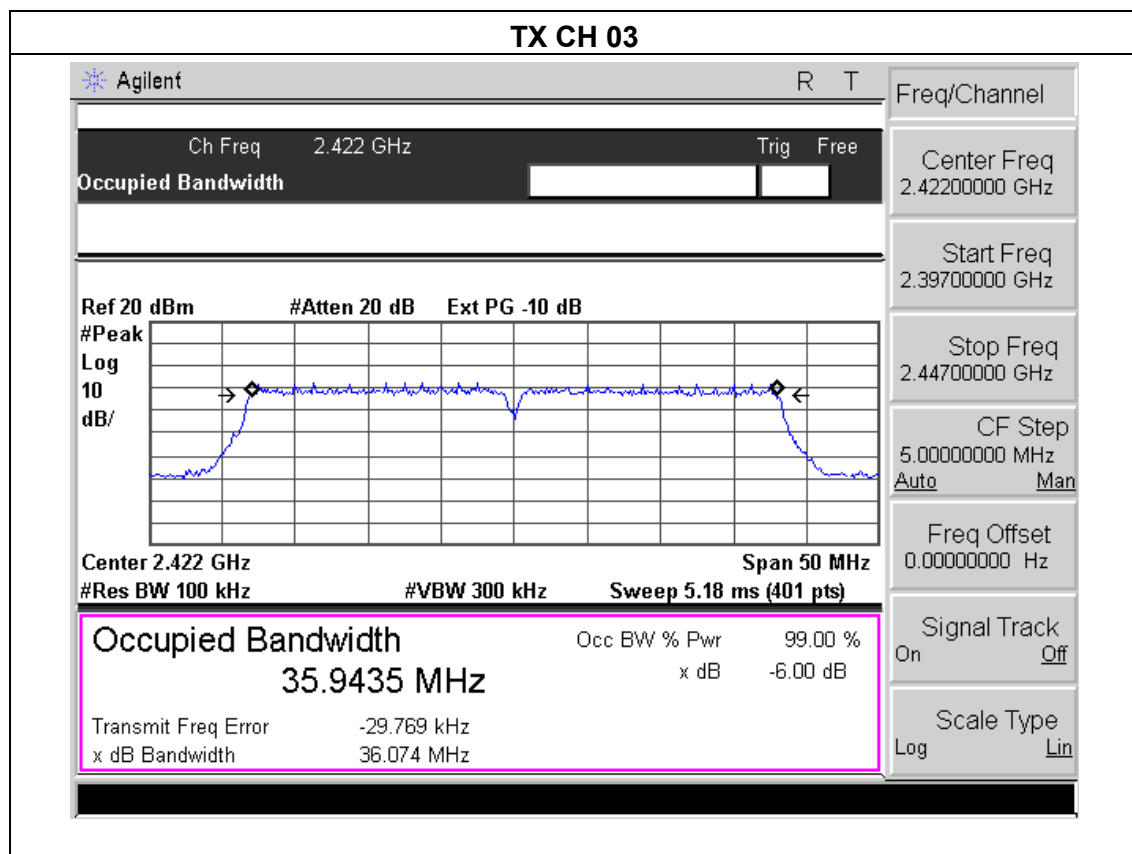 TX CH 03
Agilent R T
Freq/Channel
Ch Freq 2.422 GHz Trig Free
Occupied Bandwidth
Center Freq
2.42200000 GHz
Start Freq
2.39700000 GHz
Ref 20 dBm #Atten 20 dB Ext PG -10 dB
#Peak
Log
10
dB/
Stop Freq
2.44700000 GHz
CF Step
5.00000000 MHz
Auto Man
Center 2.422 GHz Span 50 MHz
#Res BW 100 kHz #VBW 300 kHz Sweep 5.18 ms (401 pts)
Freq Offset
0.00000000 Hz
Occupied Bandwidth Occ BW % Pwr 99.00 %
35.9435 MHz x dB -6.00 dB
Transmit Freq Error -29.769 kHz
x dB Bandwidth 36.074 MHz
Signal Track
On Off
Scale Type
Log Lin